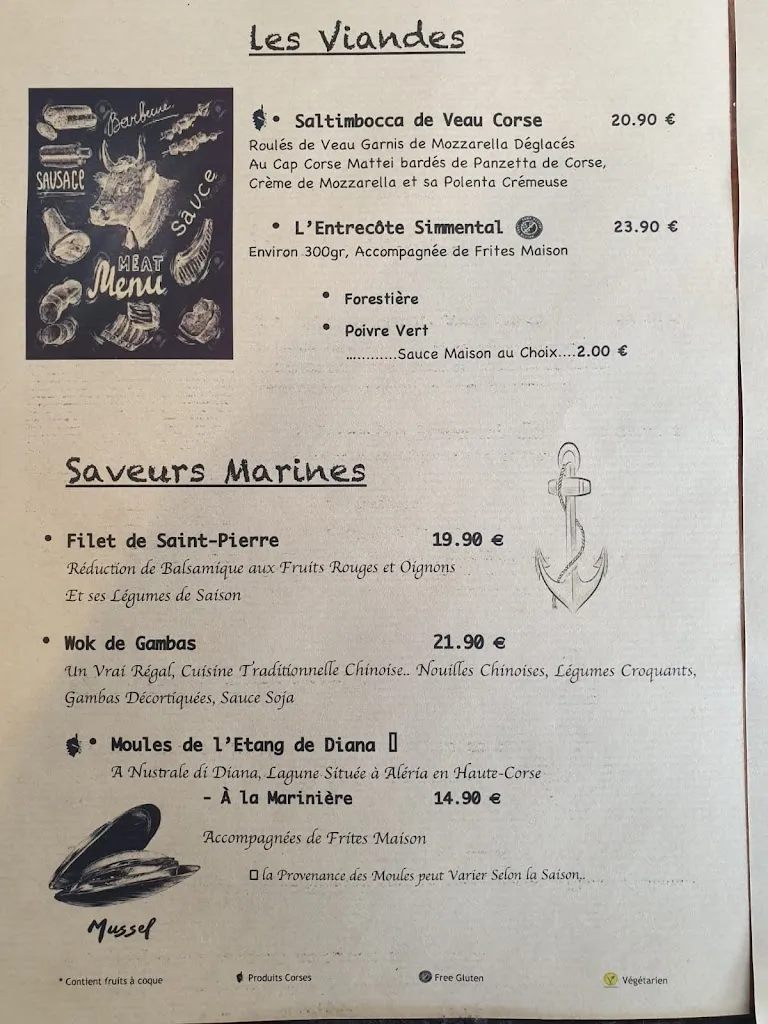 les Viandes
Barbecue
SAUSAGE
Sauce
MEAT
Menu
• Saltimbocca de Veau Corse 20.90 €
Roulés de Veau Garnis de Mozzarella Déglacés
Au Cap Corse Mattei bardés de Panzetta de Corse,
Crème de Mozzarella et sa Polenta Crémeuse
• L'Entrecôte Simmental 23.90 €
Environ 300gr, Accompagnée de Frites Maison
• Forestière
• Poivre Vert
............Sauce Maison au Choix....2.00 €
Saveurs Marines
• Filet de Saint-Pierre 19.90 €
Réduction de Balsamique aux Fruits Rouges et Oignons
Et ses Légumes de Saison
• Wok de Gambas 21.90 €
Un Vrai Régal, Cuisine Traditionnelle Chinoise.. Nouilles Chinoises, Légumes Croquants,
Gambas Décortiquées, Sauce Soja
• Moules de l'Etang de Diana
A Nustrale di Diana, Lagune Située à Aléria en Haute-Corse
- À la Marinière 14.90 €
Accompagnées de Frites Maison
la Provenance des Moules peut Varier Selon la Saison..
Mussel
* Contient fruits à coque
Produits Corses
Free Gluten
Végétarien